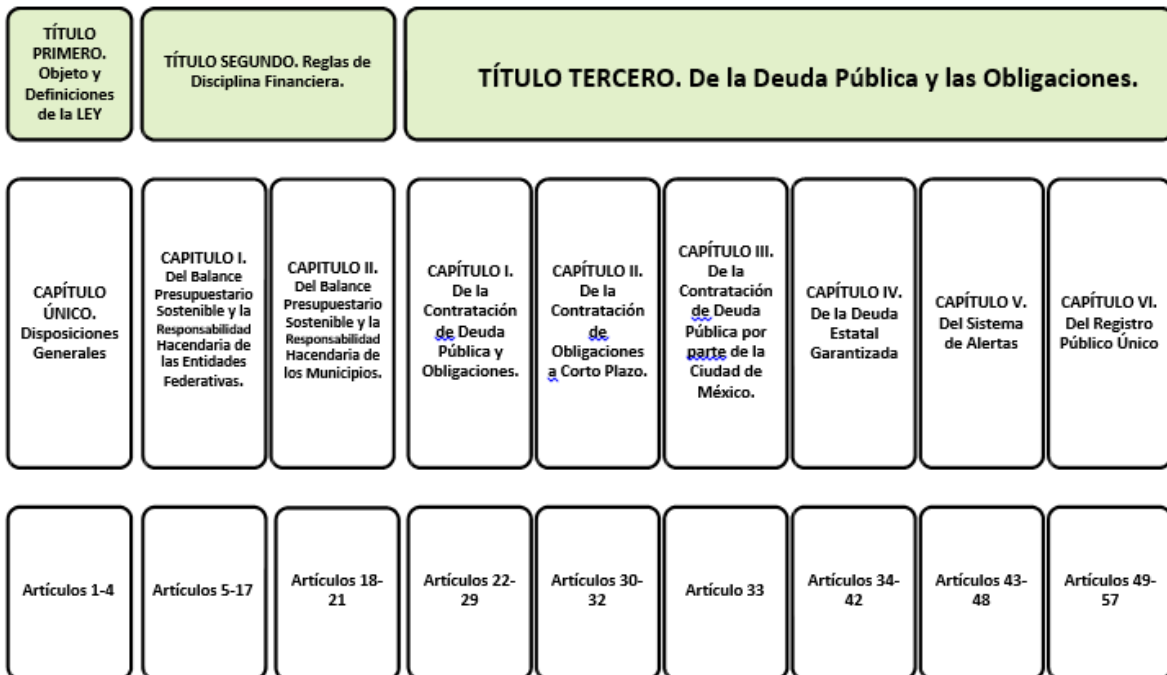 TÍTULO
PRIMERO.
Objeto y
Definiciones
de la LEY
TÍTULO SEGUNDO. Reglas de
Disciplina Financiera.
TÍTULO TERCERO. De la Deuda Pública y las Obligaciones.
CAPÍTULO
ÚNICO.
Disposiciones
Generales
CAPITULO I.
Del Balance
Presupuestario
Sostenible y la
Responsabilidad
Hacendaria de
las Entidades
Federativas.
CAPITULO II.
Del Balance
Presupuestario
Sostenible y la
Responsabilidad
Hacendaria de
los Municipios.
CAPÍTULO I.
De la
Contratación
de Deuda
Pública y
Obligaciones.
CAPÍTULO II.
De la
Contratación
de
Obligaciones
a Corto Plazo.
CAPÍTULO III.
De la
Contratación
de Deuda
Pública por
parte de la
Ciudad de
México.
CAPÍTULO IV.
De la Deuda
Estatal
Garantizada
CAPÍTULO V.
Del Sistema
de Alertas
CAPÍTULO VI.
Del Registro
Público Único
Artículos 1-4
Artículos 5-17
Artículos 18-
21
Artículos 22-
29
Artículos 30-
32
Artículo 33
Artículos 34-
42
Artículos 43-
48
Artículos 49-
57